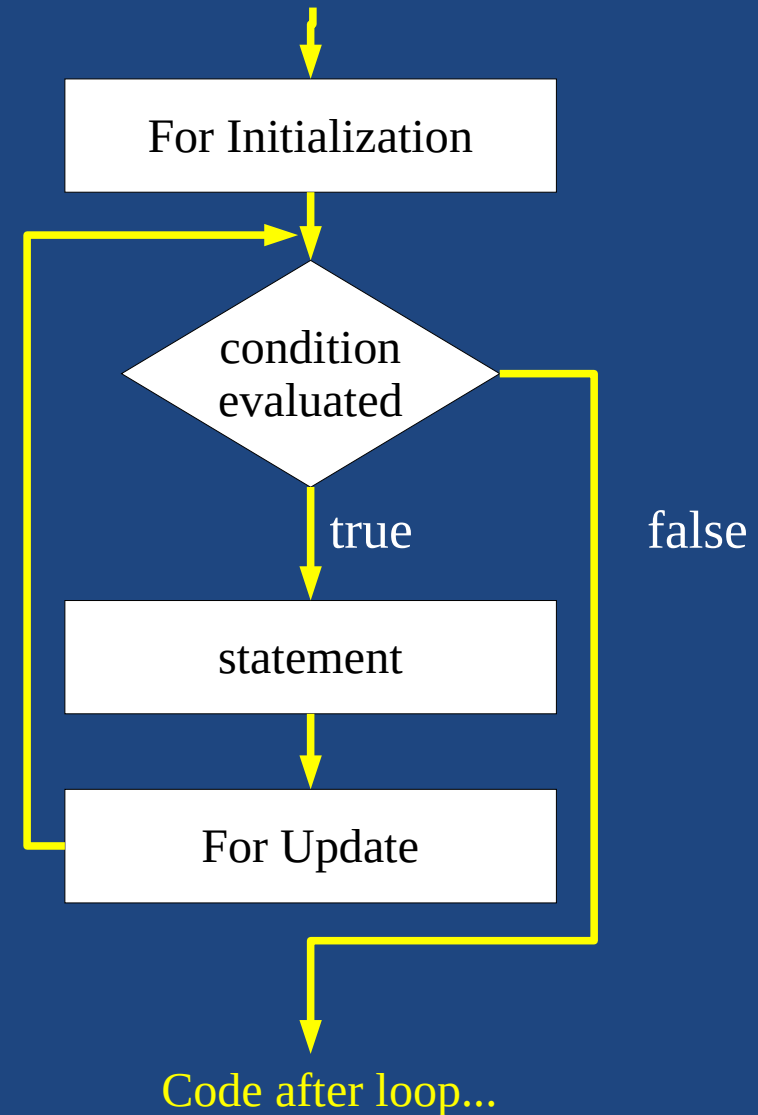 For Initialization
condition
evaluated
true
false
statement
For Update
Code after loop...